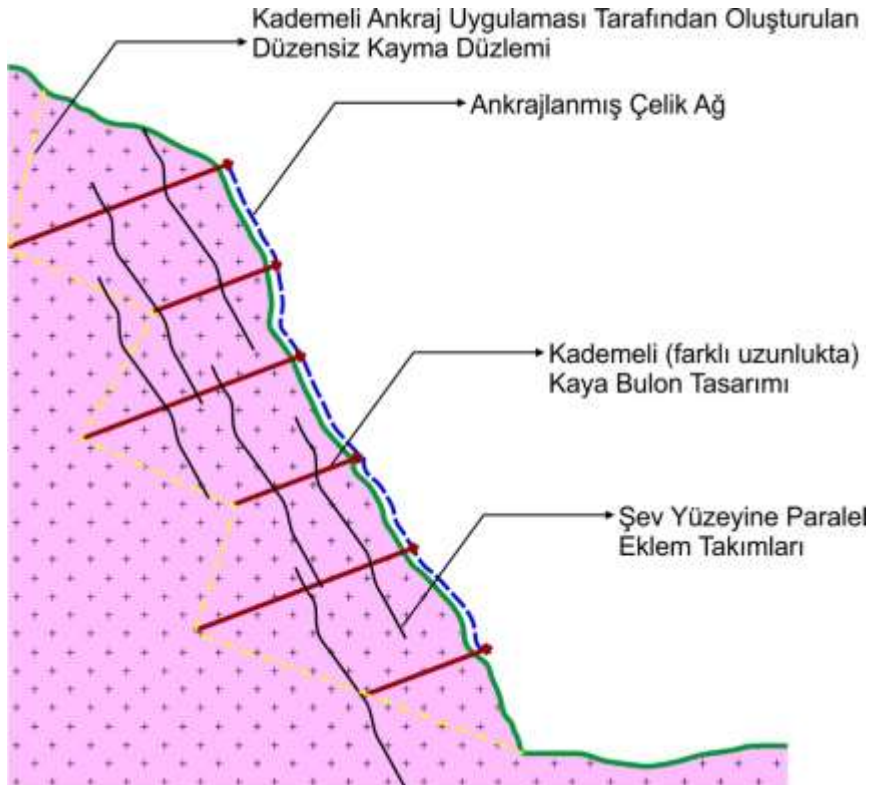 Kademeli Ankraj Uygulaması Tarafından Oluşturulan
Düzensiz Kayma Düzlemi
Ankrajlanmış Çelik Ağ
Kademeli (farklı uzunlukta)
Kaya Bulon Tasarımı
Şev Yüzeyine Paralel
Eklem Takımları